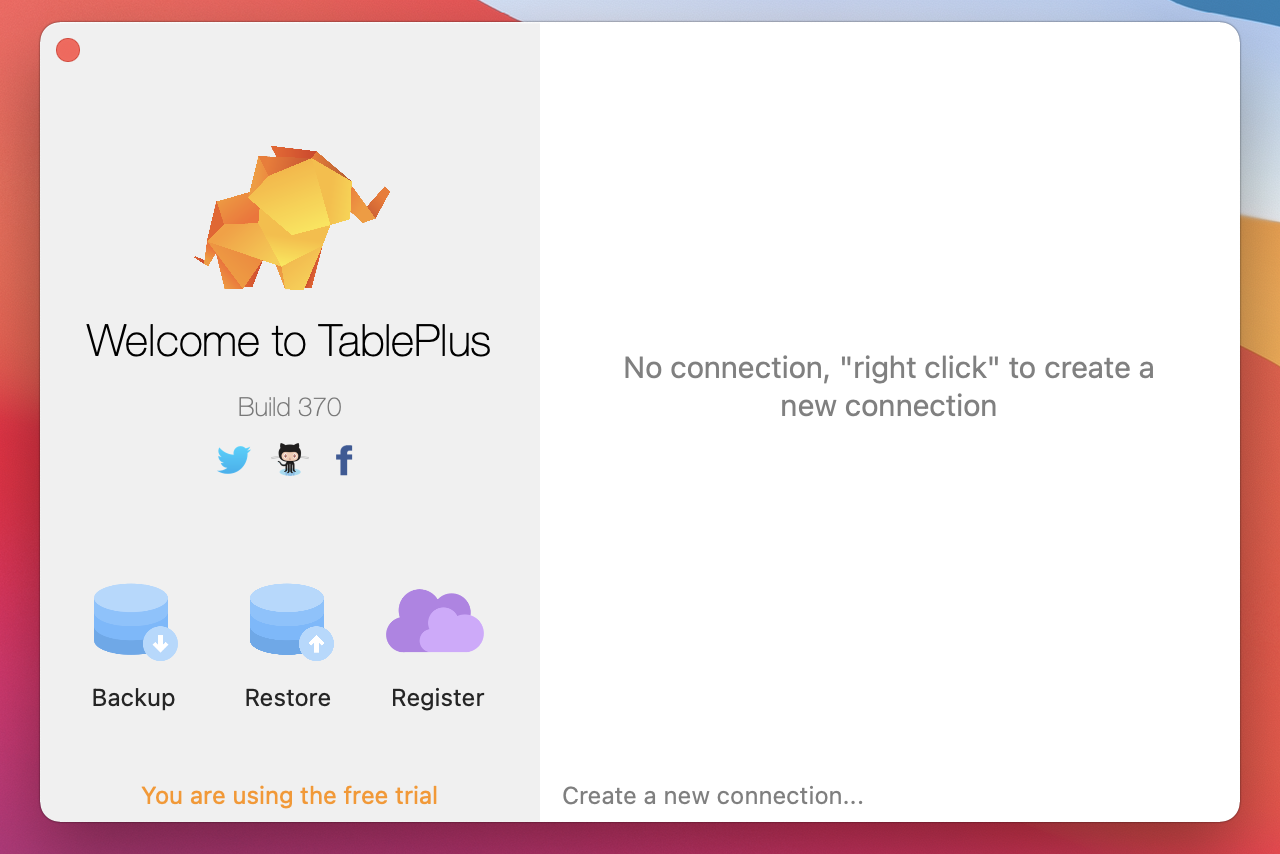 Welcome to TablePlus
Build 370
Backup
Restore
Register
You are using the free trial
No connection, "right click" to create a
new connection
Create a new connection...